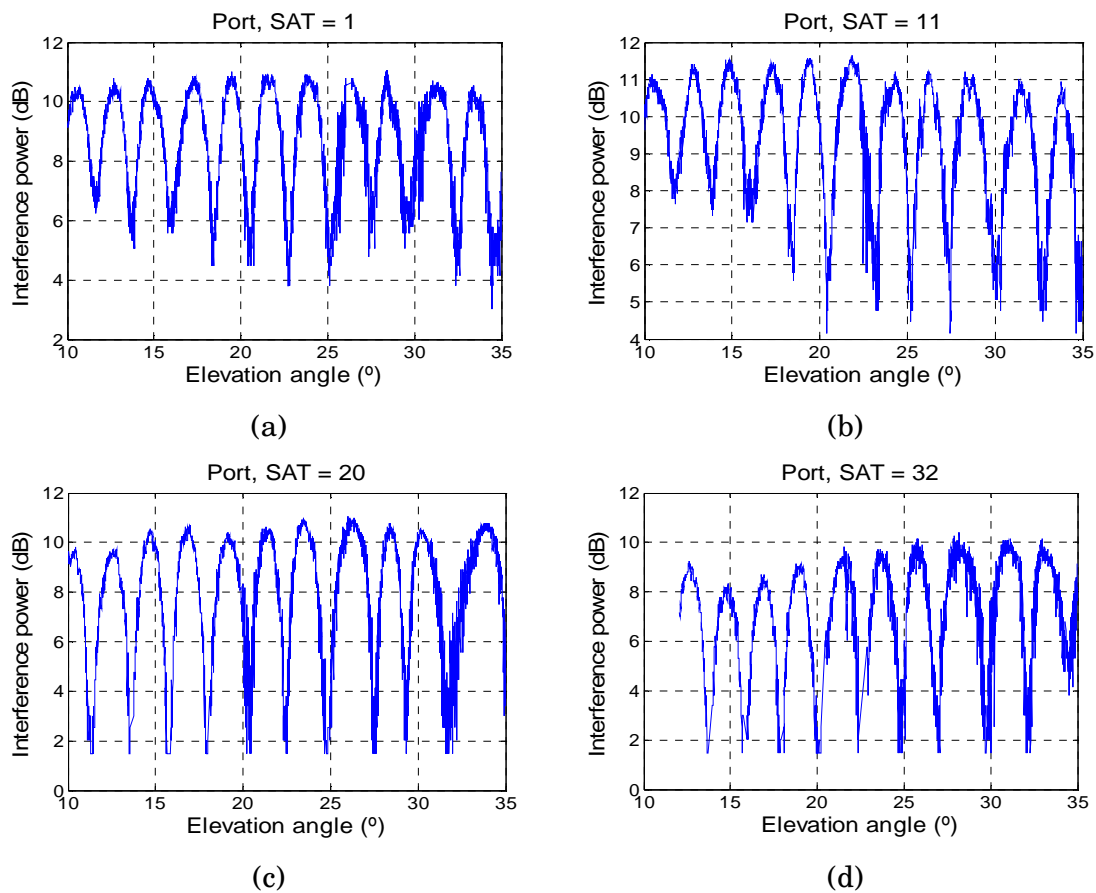 Port, SAT = 1
Interference power (dB)
12
10
8
6
4
2
10 15 20 25 30 35
Elevation angle (º)
(a)
Port, SAT = 11
Interference power (dB)
12
11
10
9
8
7
6
5
4
10 15 20 25 30 35
Elevation angle (º)
(b)
Port, SAT = 20
Interference power (dB)
12
10
8
6
4
2
0
10 15 20 25 30 35
Elevation angle (º)
(c)
Port, SAT = 32
Interference power (dB)
12
10
8
6
4
2
0
10 15 20 25 30 35
Elevation angle (º)
(d)